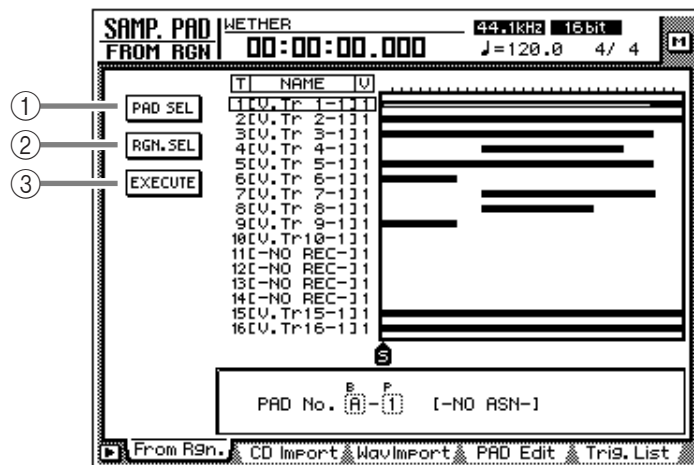 SAMP. PAD WETHER 44.1kHz 16bit
FROM RGN 00:00:00.000 ♩=120.0 4/ 4 M
T NAME V
1[V.Tr 1-1]1
① PAD SEL
2[V.Tr 2-1]1
3[V.Tr 3-1]1
② RGN.SEL
4[V.Tr 4-1]1
5[V.Tr 5-1]1
③ EXECUTE
6[V.Tr 6-1]1
7[V.Tr 7-1]1
8[V.Tr 8-1]1
9[V.Tr 9-1]1
10[V.Tr10-1]1
11[-NO REC-]1
12[-NO REC-]1
13[-NO REC-]1
14[-NO REC-]1
15[V.Tr15-1]1
16[V.Tr16-1]1
S
B P
PAD No. A-1 [-NO ASN-]
From Rgn. CD Import WavImport PAD Edit Trig.List